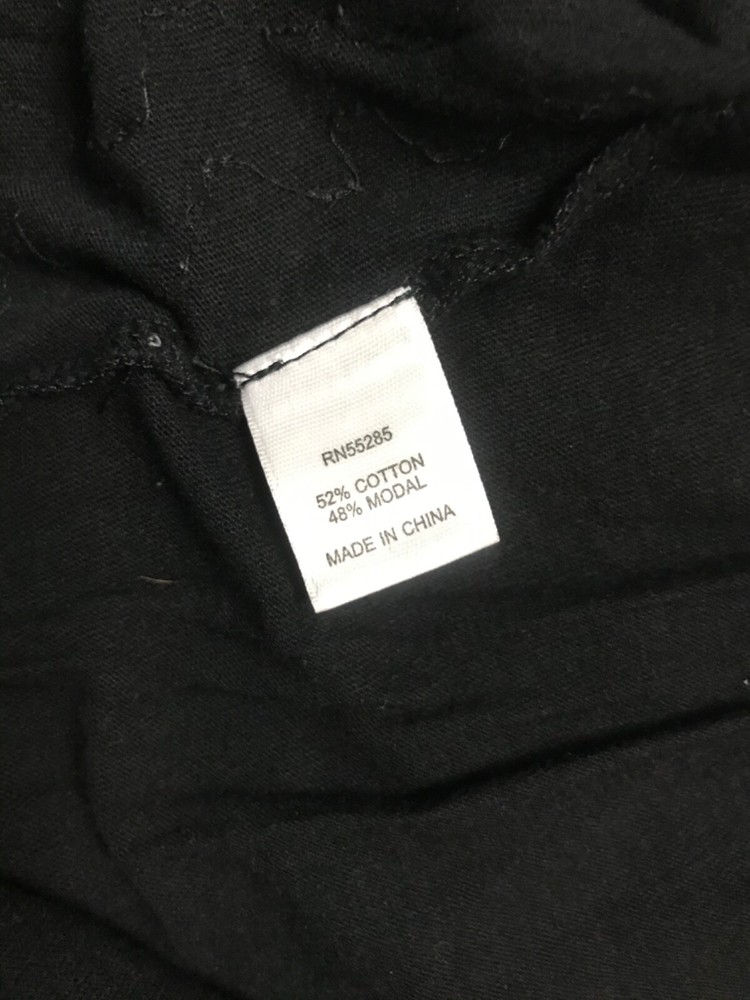 RN55285
52% COTTON
48% MODAL
MADE IN CHINA